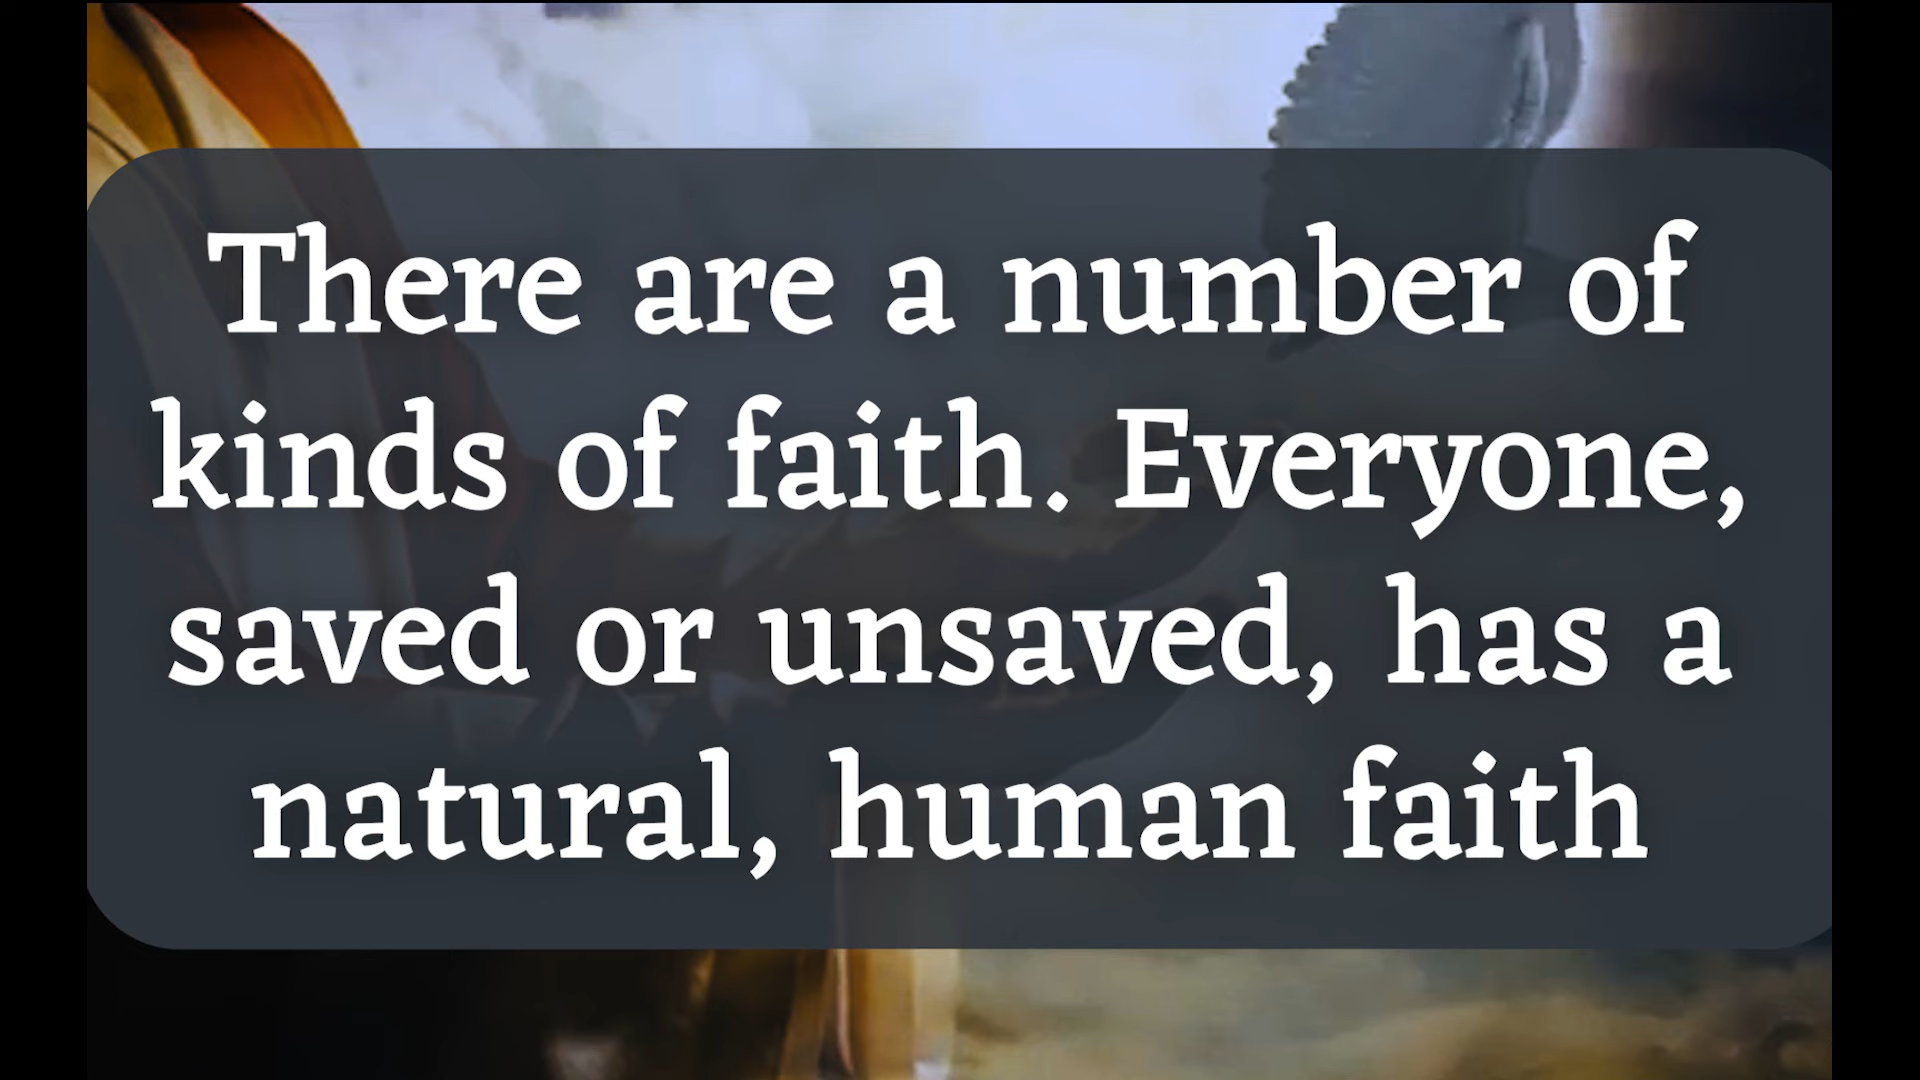 There are a number of
kinds of faith. Everyone,
saved or unsaved, has a
natural, human faith